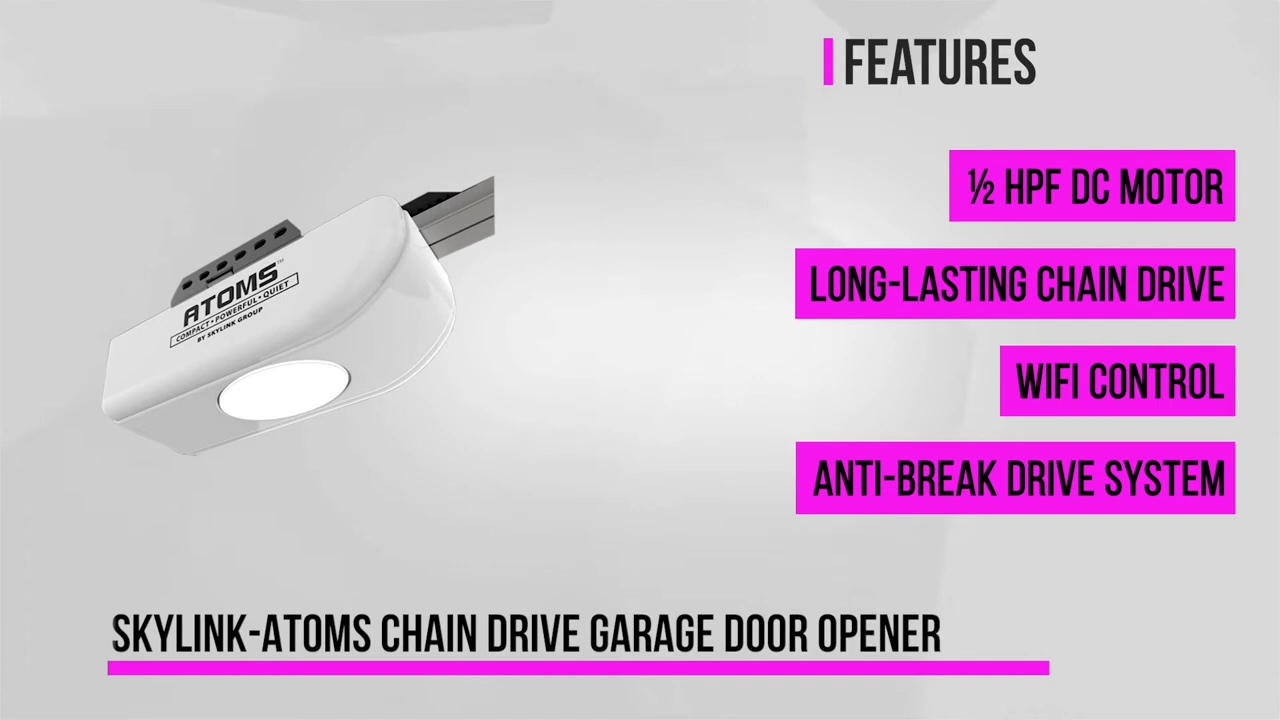 FEATURES
½ HPF DC MOTOR
LONG-LASTING CHAIN DRIVE
WIFI CONTROL
ANTI-BREAK DRIVE SYSTEM
ATOMS™
COMPACT • POWERFUL • QUIET
BY SKYLINK GROUP
SKYLINK-ATOMS CHAIN DRIVE GARAGE DOOR OPENER